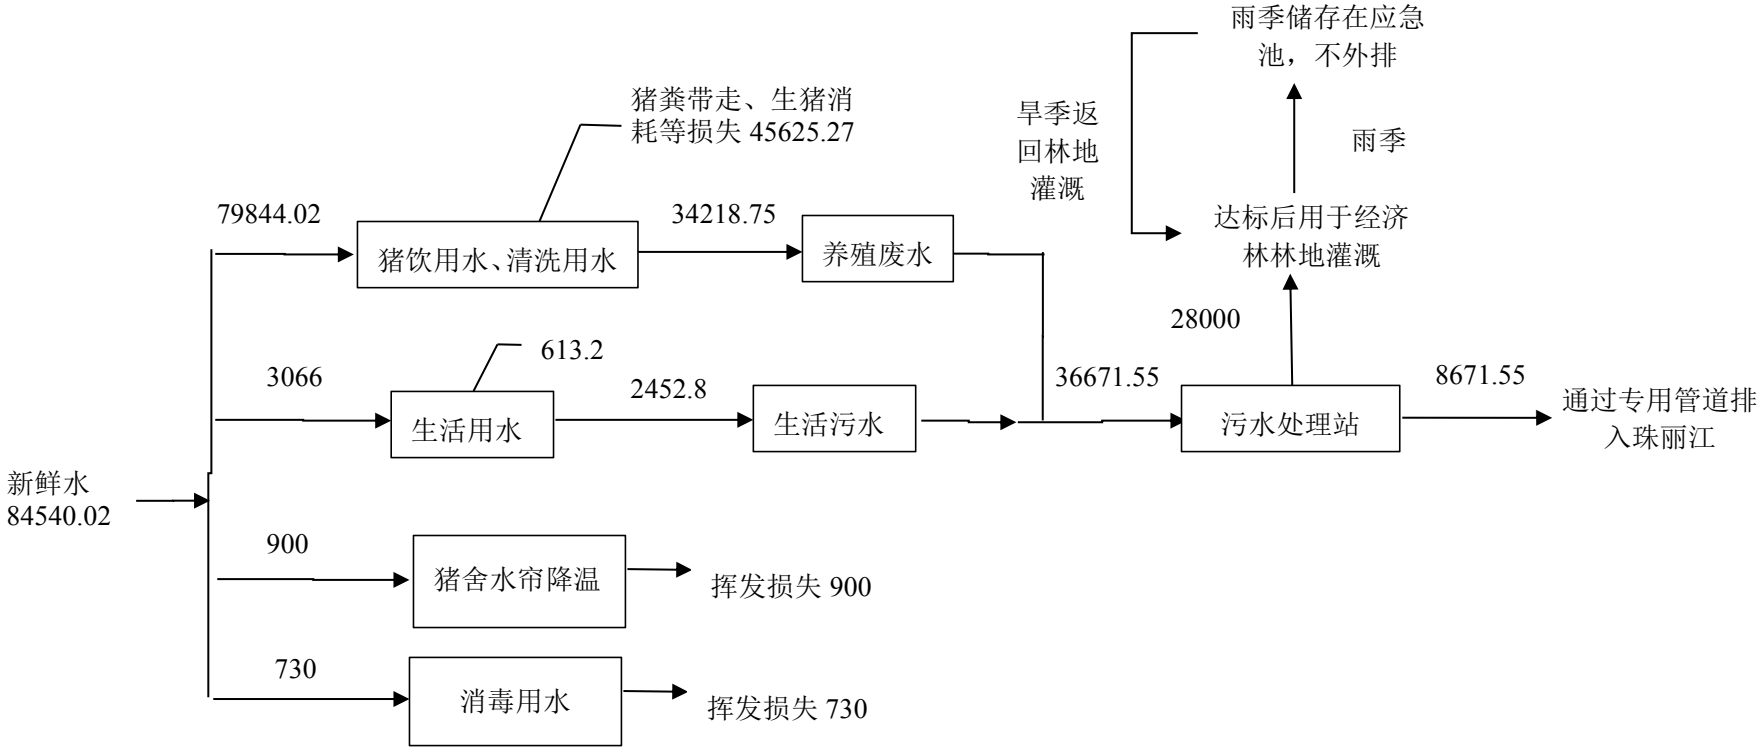 雨季储存在应急
池，不外排
猪粪带走、生猪消
耗等损失 45625.27
旱季返
回林地
灌溉
雨季
79844.02
34218.75
达标后用于经济
林林地灌溉
猪饮用水、清洗用水
养殖废水
28000
613.2
3066
2452.8
36671.55
8671.55
生活用水
生活污水
污水处理站
通过专用管道排
入珠丽江
新鲜水
84540.02
900
猪舍水帘降温
挥发损失 900
730
消毒用水
挥发损失 730